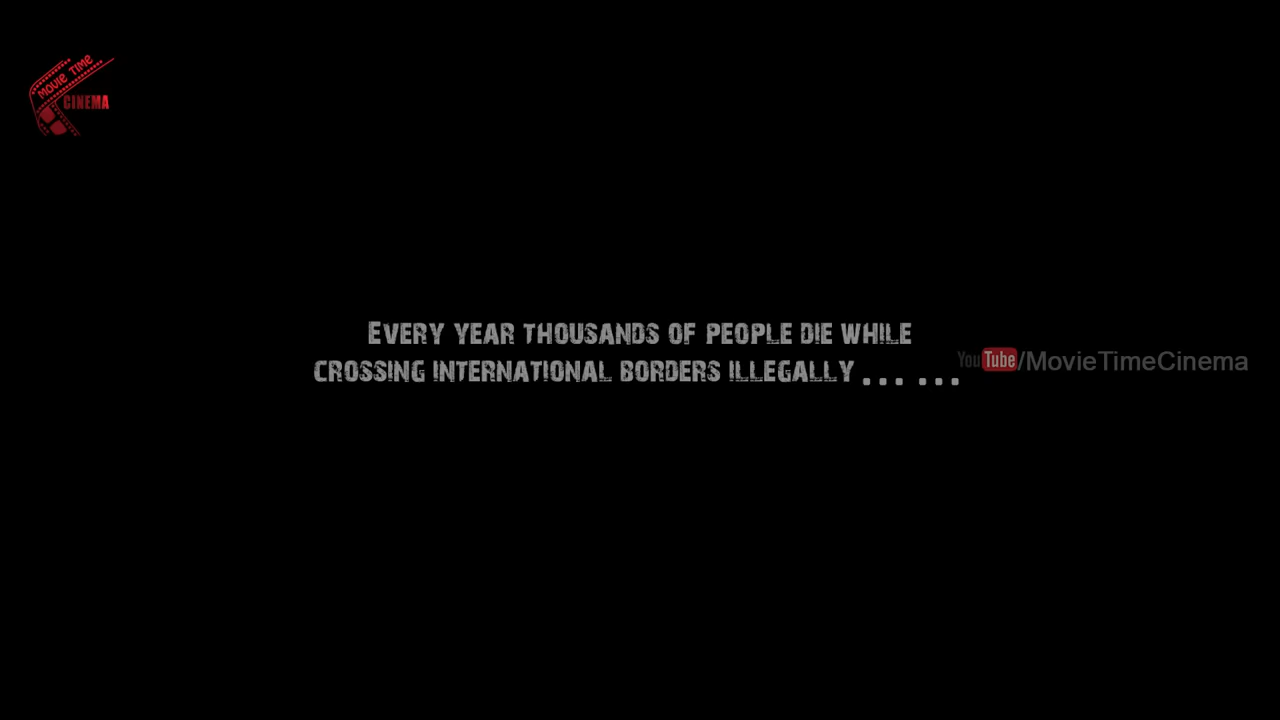 MOVIE TIME
CINEMA
EVERY YEAR THOUSANDS OF PEOPLE DIE WHILE
CROSSING INTERNATIONAL BORDERS ILLEGALLY . . . . . .
YouTube/MovieTimeCinema